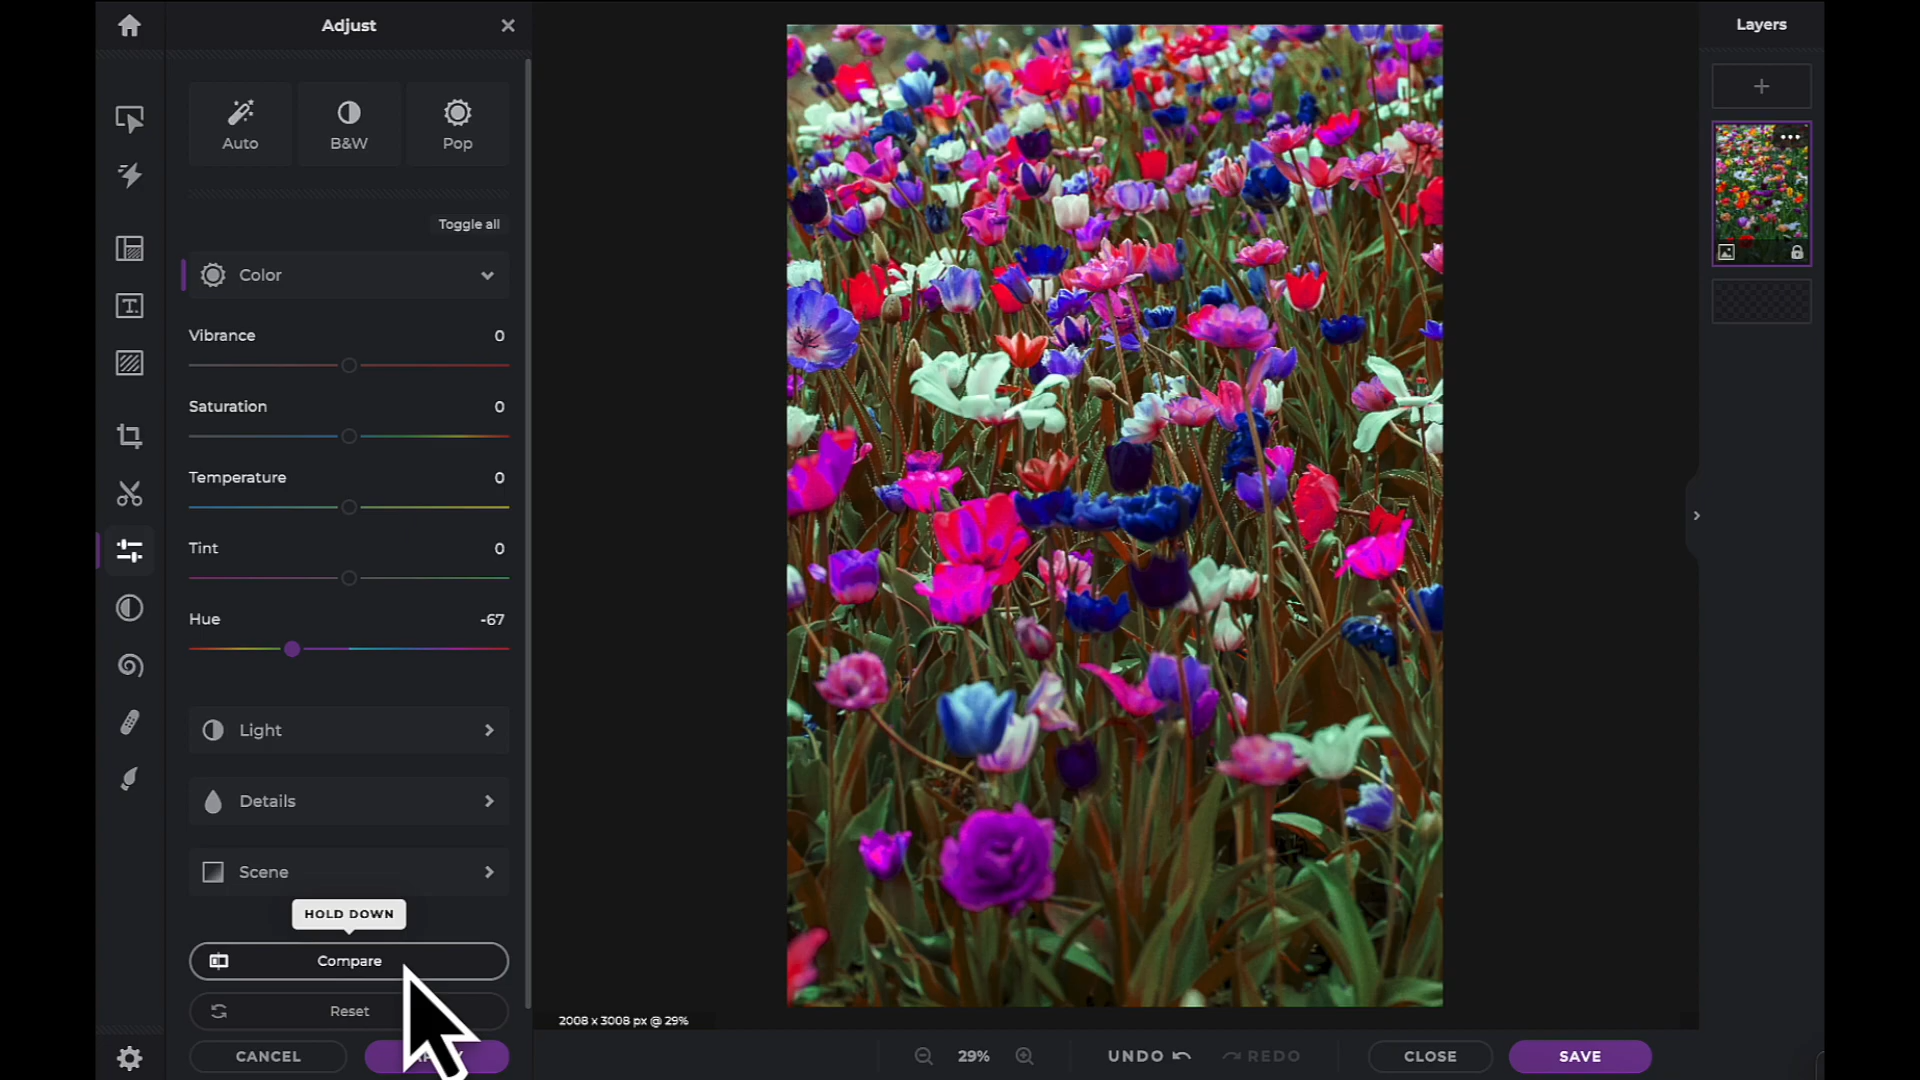 Adjust
Layers
Auto
B&W
Pop
Toggle all
Color
Vibrance 0
Saturation 0
Temperature 0
Tint 0
Hue -67
Light
Details
Scene
HOLD DOWN
Compare
Reset
2008 x 3008 px @ 29%
CANCEL
29%
UNDO
REDO
CLOSE
SAVE